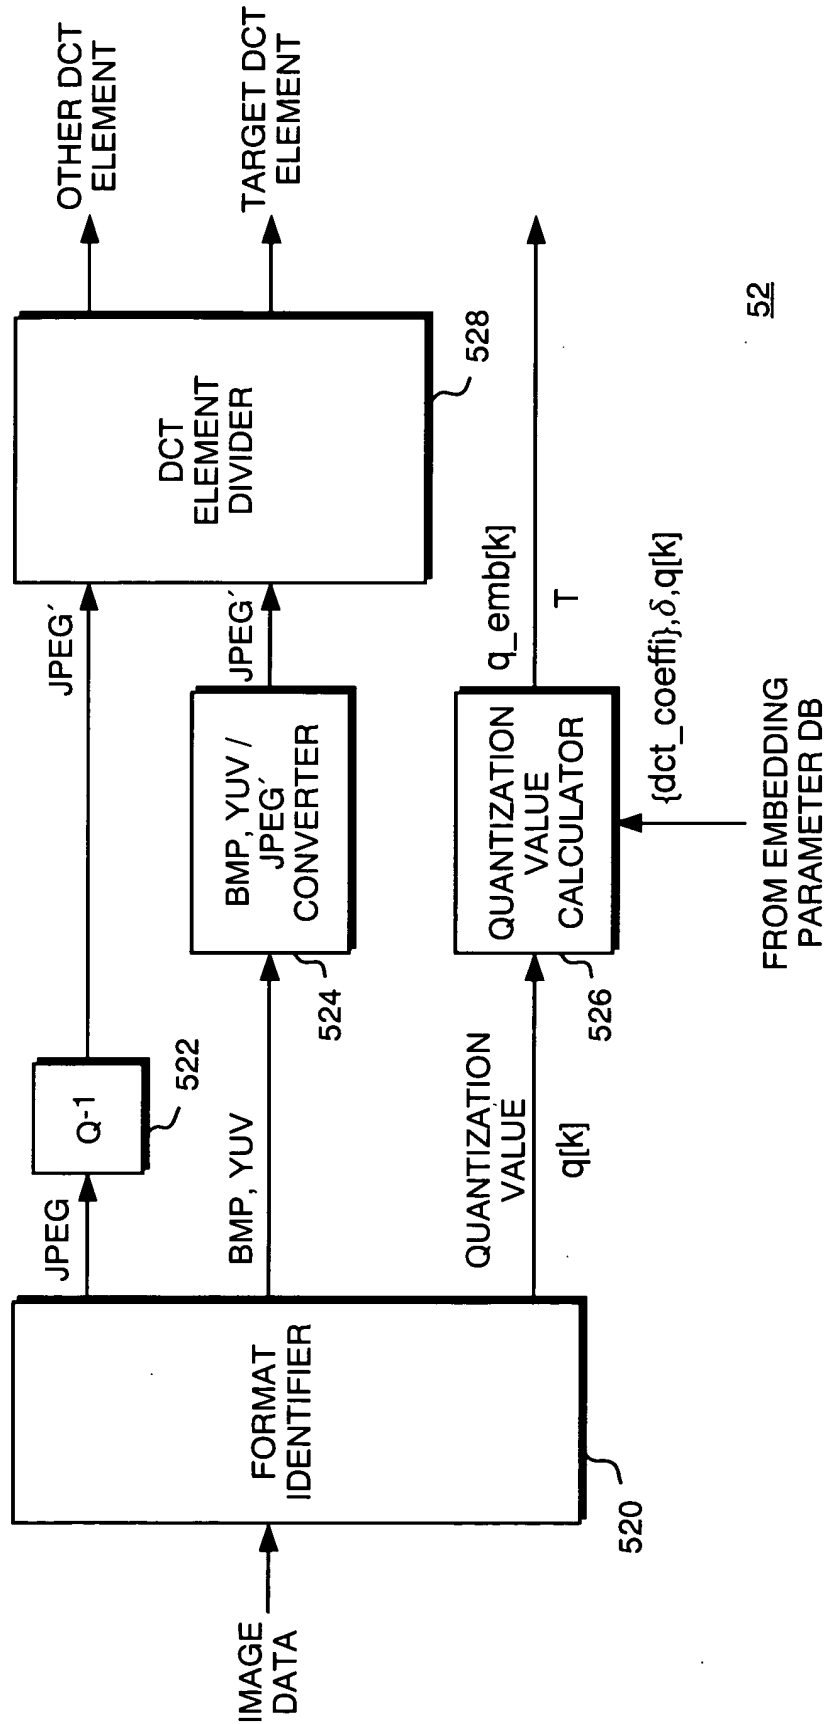 IMAGE
DATA
FORMAT
IDENTIFIER
520
JPEG
Q-1
522
JPEG´
BMP, YUV
BMP, YUV /
JPEG´
CONVERTER
524
JPEG´
QUANTIZATION
VALUE
q[k]
QUANTIZATION
VALUE
CALCULATOR
526
q_emb[k]
T
{dct_coeffi},δ,q[k]
FROM EMBEDDING
PARAMETER DB
DCT
ELEMENT
DIVIDER
528
OTHER DCT
ELEMENT
TARGET DCT
ELEMENT
52